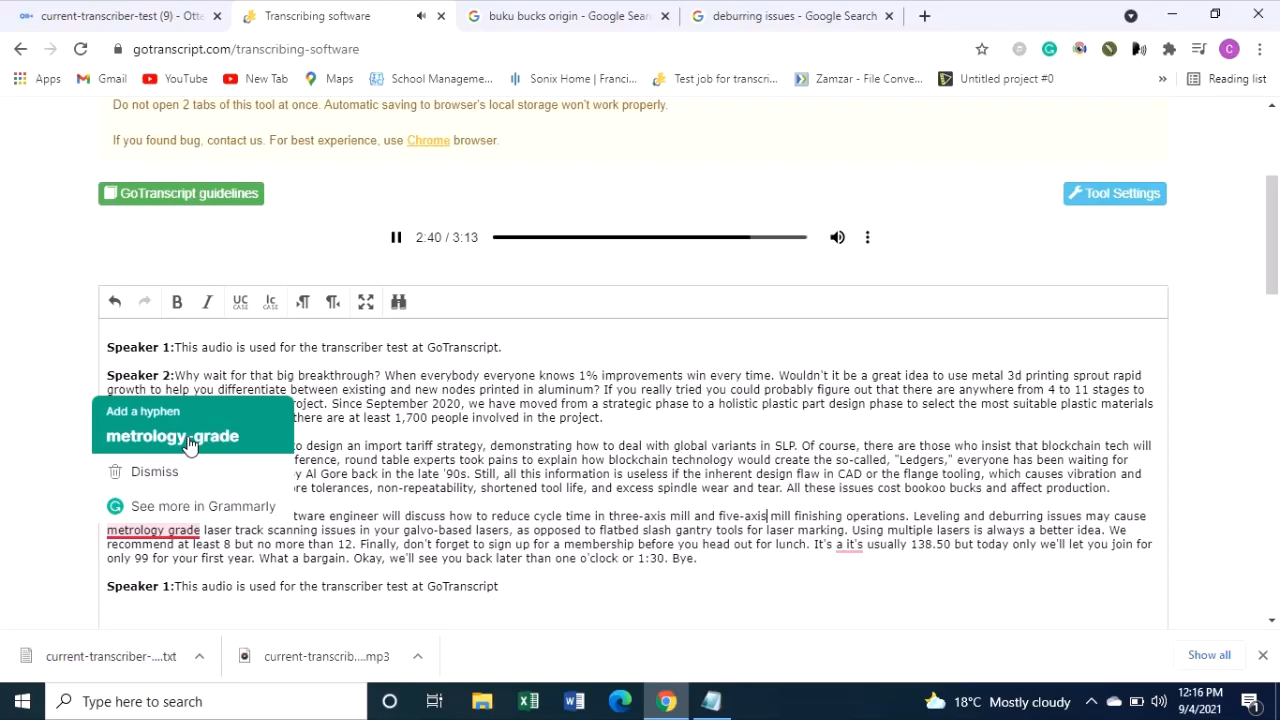 current-transcriber-test (9) - Otte
Transcribing software
buku bucks origin - Google Sear
deburring issues - Google Search
gotranscript.com/transcribing-software
C
Apps
Gmail
YouTube
New Tab
Maps
School Manageme...
Sonix Home | Franci...
Test job for transcri...
Zamzar - File Conve...
Untitled project #0
»
Reading list
Do not open 2 tabs of this tool at once. Automatic saving to browser's local storage won't work properly.
If you found bug, contact us. For best experience, use Chrome browser.
GoTranscript guidelines
Tool Settings
2:40 / 3:13
B I UC CASE lc CASE
Speaker 1:This audio is used for the transcriber test at GoTranscript.
Speaker 2:Why wait for that big breakthrough? When everybody everyone knows 1% improvements win every time. Wouldn't it be a great idea to use metal 3d printing sprout rapid
growth to help you differentiate between existing and new nodes printed in aluminum? If you really tried you could probably figure out that there are anywhere from 4 to 11 stages to
roject. Since September 2020, we have moved from a strategic phase to a holistic plastic part design phase to select the most suitable plastic materials
there are at least 1,700 people involved in the project.
to design an import tariff strategy, demonstrating how to deal with global variants in SLP. Of course, there are those who insist that blockchain tech will
ference, round table experts took pains to explain how blockchain technology would create the so-called, "Ledgers," everyone has been waiting for
ey Al Gore back in the late '90s. Still, all this information is useless if the inherent design flaw in CAD or the flange tooling, which causes vibration and
ore tolerances, non-repeatability, shortened tool life, and excess spindle wear and tear. All these issues cost bookoo bucks and affect production.
tware engineer will discuss how to reduce cycle time in three-axis mill and five-axis mill finishing operations. Leveling and deburring issues may cause
metrology grade laser track scanning issues in your galvo-based lasers, as opposed to flatbed slash gantry tools for laser marking. Using multiple lasers is always a better idea. We
recommend at least 8 but no more than 12. Finally, don't forget to sign up for a membership before you head out for lunch. It's a it's usually 138.50 but today only we'll let you join for
only 99 for your first year. What a bargain. Okay, we'll see you back later than one o'clock or 1:30. Bye.
Speaker 1:This audio is used for the transcriber test at GoTranscript
Add a hyphen
metrology-grade
Dismiss
See more in Grammarly
current-transcriber-....txt
current-transcrib....mp3
Show all
Type here to search
18°C Mostly cloudy
12:16 PM
9/4/2021
1